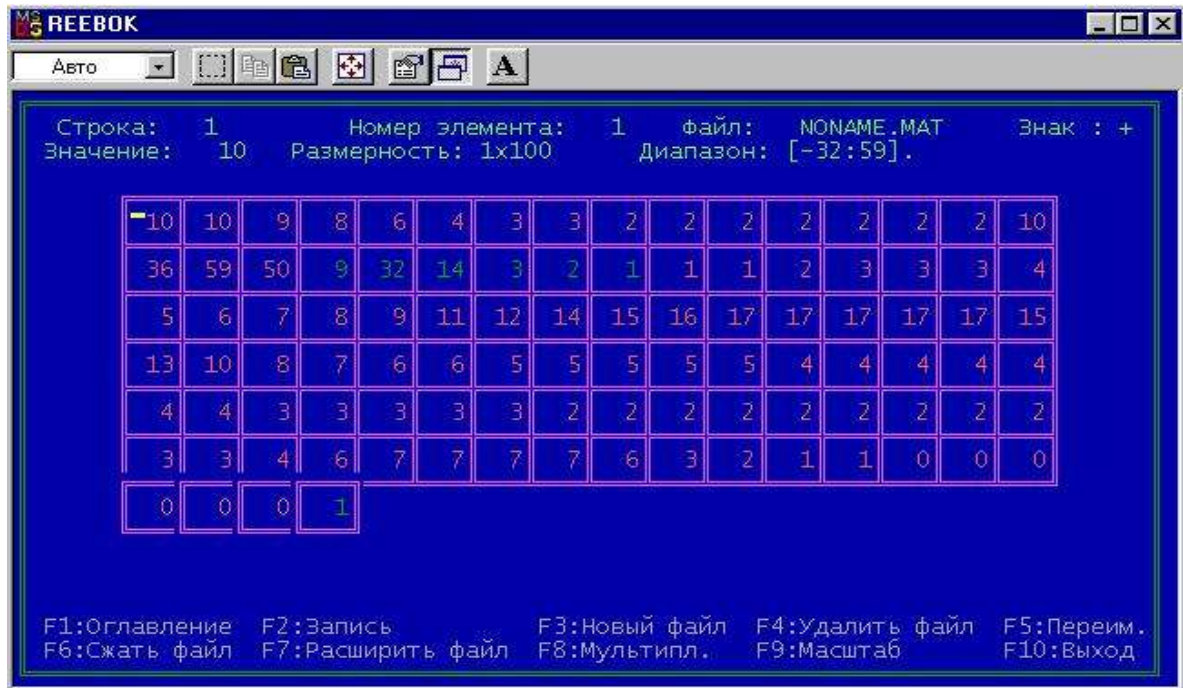 REEBOK
Авто A
Строка: 1 Номер элемента: 1 Файл: NONAME.MAT Знак : +
Значение: 10 Размерность: 1x100 Диапазон: [-32:59].
10 10 9 8 6 4 3 3 2 2 2 2 2 2 2 10
36 59 50 9 32 14 3 2 1 1 1 2 3 3 3 4
5 6 7 8 9 11 12 14 15 16 17 17 17 17 17 15
13 10 8 7 6 6 5 5 5 5 5 4 4 4 4 4
4 4 3 3 3 3 3 2 2 2 2 2 2 2 2 2
3 3 4 6 7 7 7 7 6 3 2 1 1 0 0 0
0 0 0 1
F1:Оглавление F2:Запись F3:Новый файл F4:Удалить файл F5:Переим.
F6:Сжать файл F7:Расширить файл F8:Мультипл. F9:Масштаб F10:Выход